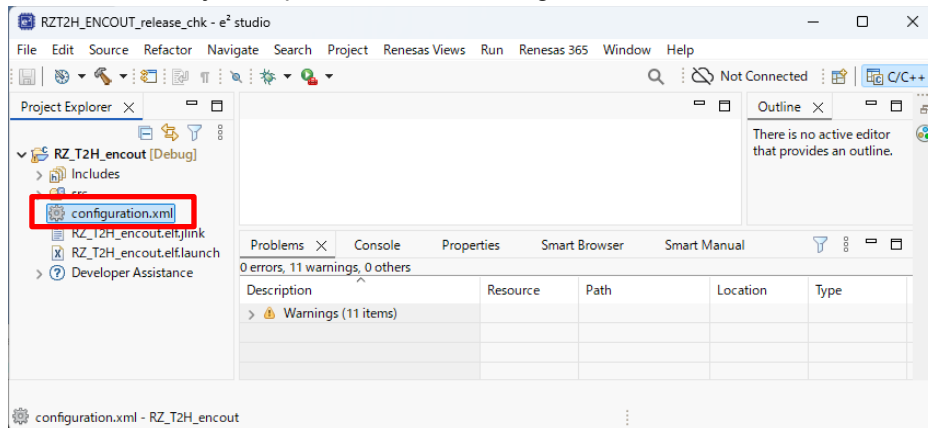 RZT2H_ENCOUT_release_chk - e² studio
File Edit Source Refactor Navigate Search Project Renesas Views Run Renesas 365 Window Help
Not Connected C/C++
Project Explorer
Outline
There is no active editor
that provides an outline.
RZ_T2H_encout [Debug]
Includes
src
configuration.xml
RZ_T2H_encout.elf.jlink
RZ_T2H_encout.elf.launch
Developer Assistance
Problems Console Properties Smart Browser Smart Manual
0 errors, 11 warnings, 0 others
Description Resource Path Location Type
Warnings (11 items)
configuration.xml - RZ_T2H_encout